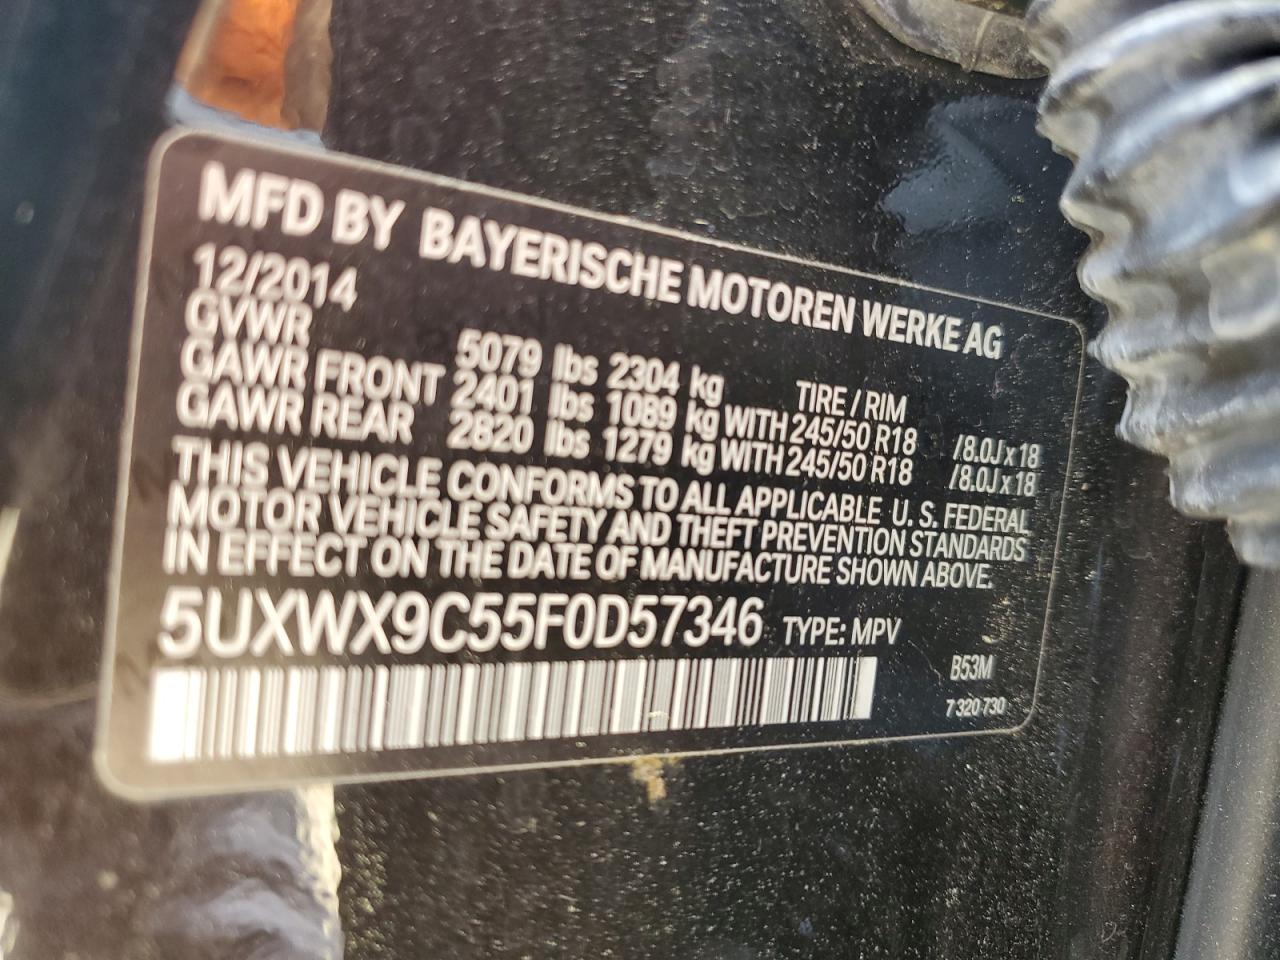 MFD BY BAYERISCHE MOTOREN WERKE AG
12/2014
GVWR 5079 lbs 2304 kg TIRE / RIM
GAWR FRONT 2401 lbs 1089 kg WITH 245/50 R18 /8.0J x 18
GAWR REAR 2820 lbs 1279 kg WITH 245/50 R18 /8.0J x 18
THIS VEHICLE CONFORMS TO ALL APPLICABLE U. S. FEDERAL
MOTOR VEHICLE SAFETY AND THEFT PREVENTION STANDARDS
IN EFFECT ON THE DATE OF MANUFACTURE SHOWN ABOVE.
5UXWX9C55F0D57346 TYPE: MPV
B53M
7 320 730